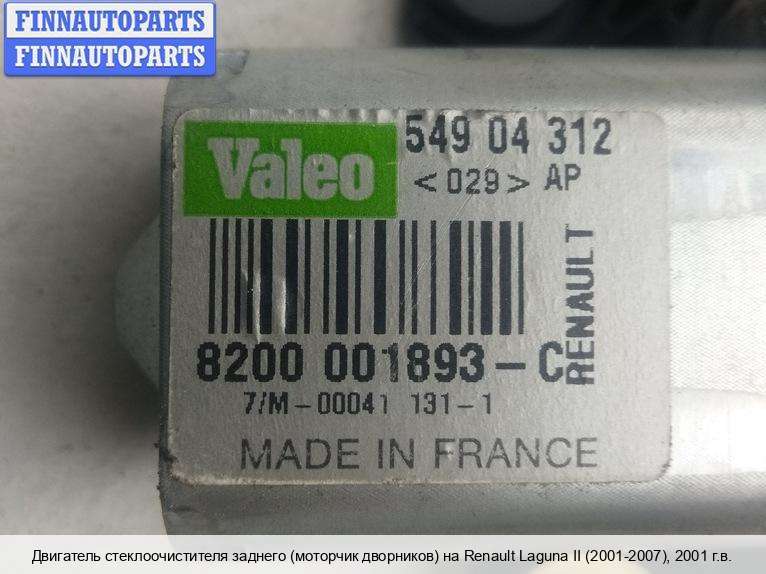 FINNAUTOPARTS
FINNAUTOPARTS
Valeo
549 04 312
<029> AP
RENAULT
8200 001893-C
7/M-00041 131-1
MADE IN FRANCE
Двигатель стеклоочистителя заднего (моторчик дворников) на Renault Laguna II (2001-2007), 2001 г.в.